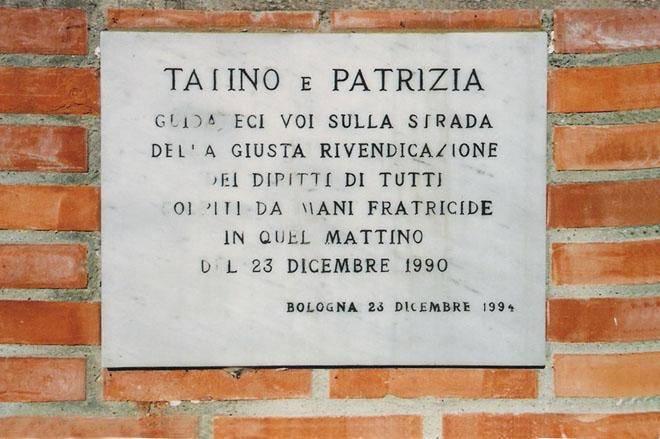 TATINO E PATRIZIA
GUIDATECI VOI SULLA STRADA
DELLA GIUSTA RIVENDICAZIONE
DEI DIRITTI DI TUTTI
COLPITI DA MANI FRATRICIDE
IN QUEL MATTINO
DEL 23 DICEMBRE 1990
BOLOGNA 23 DICEMBRE 1994